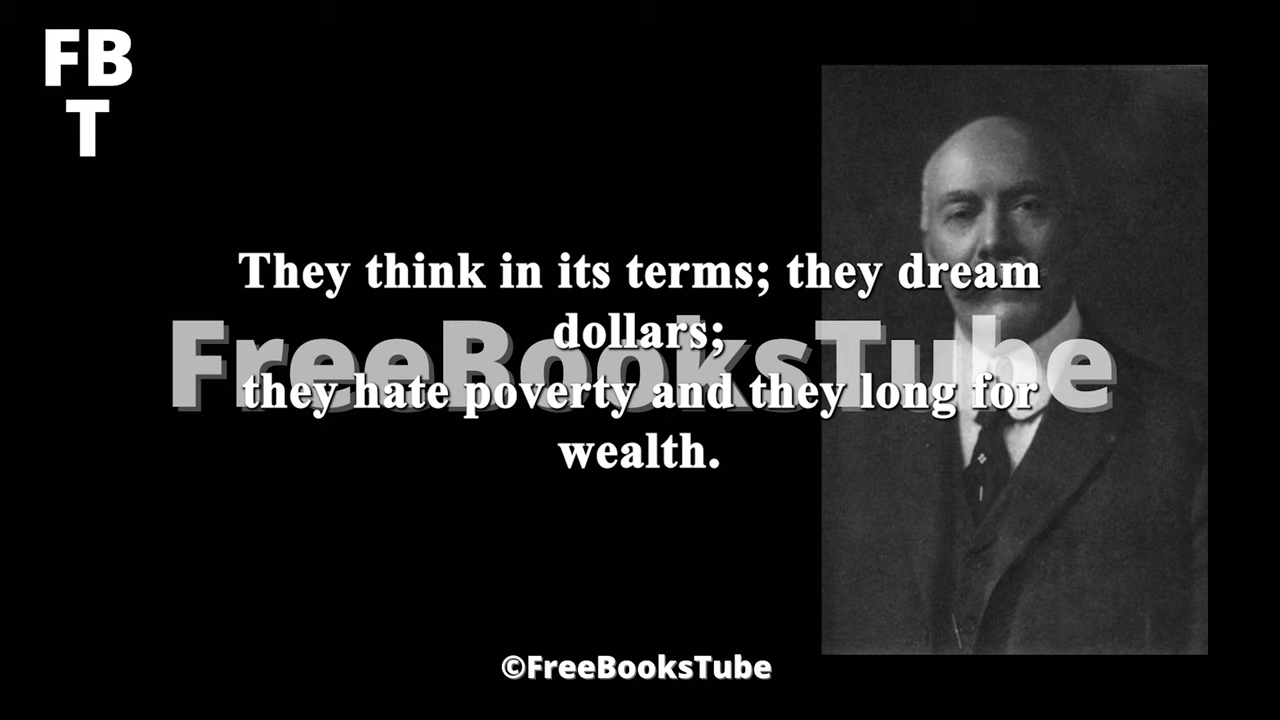 FB
T
They think in its terms; they dream
dollars;
FreeBooksTube
they hate poverty and they long for
wealth.
©FreeBooksTube